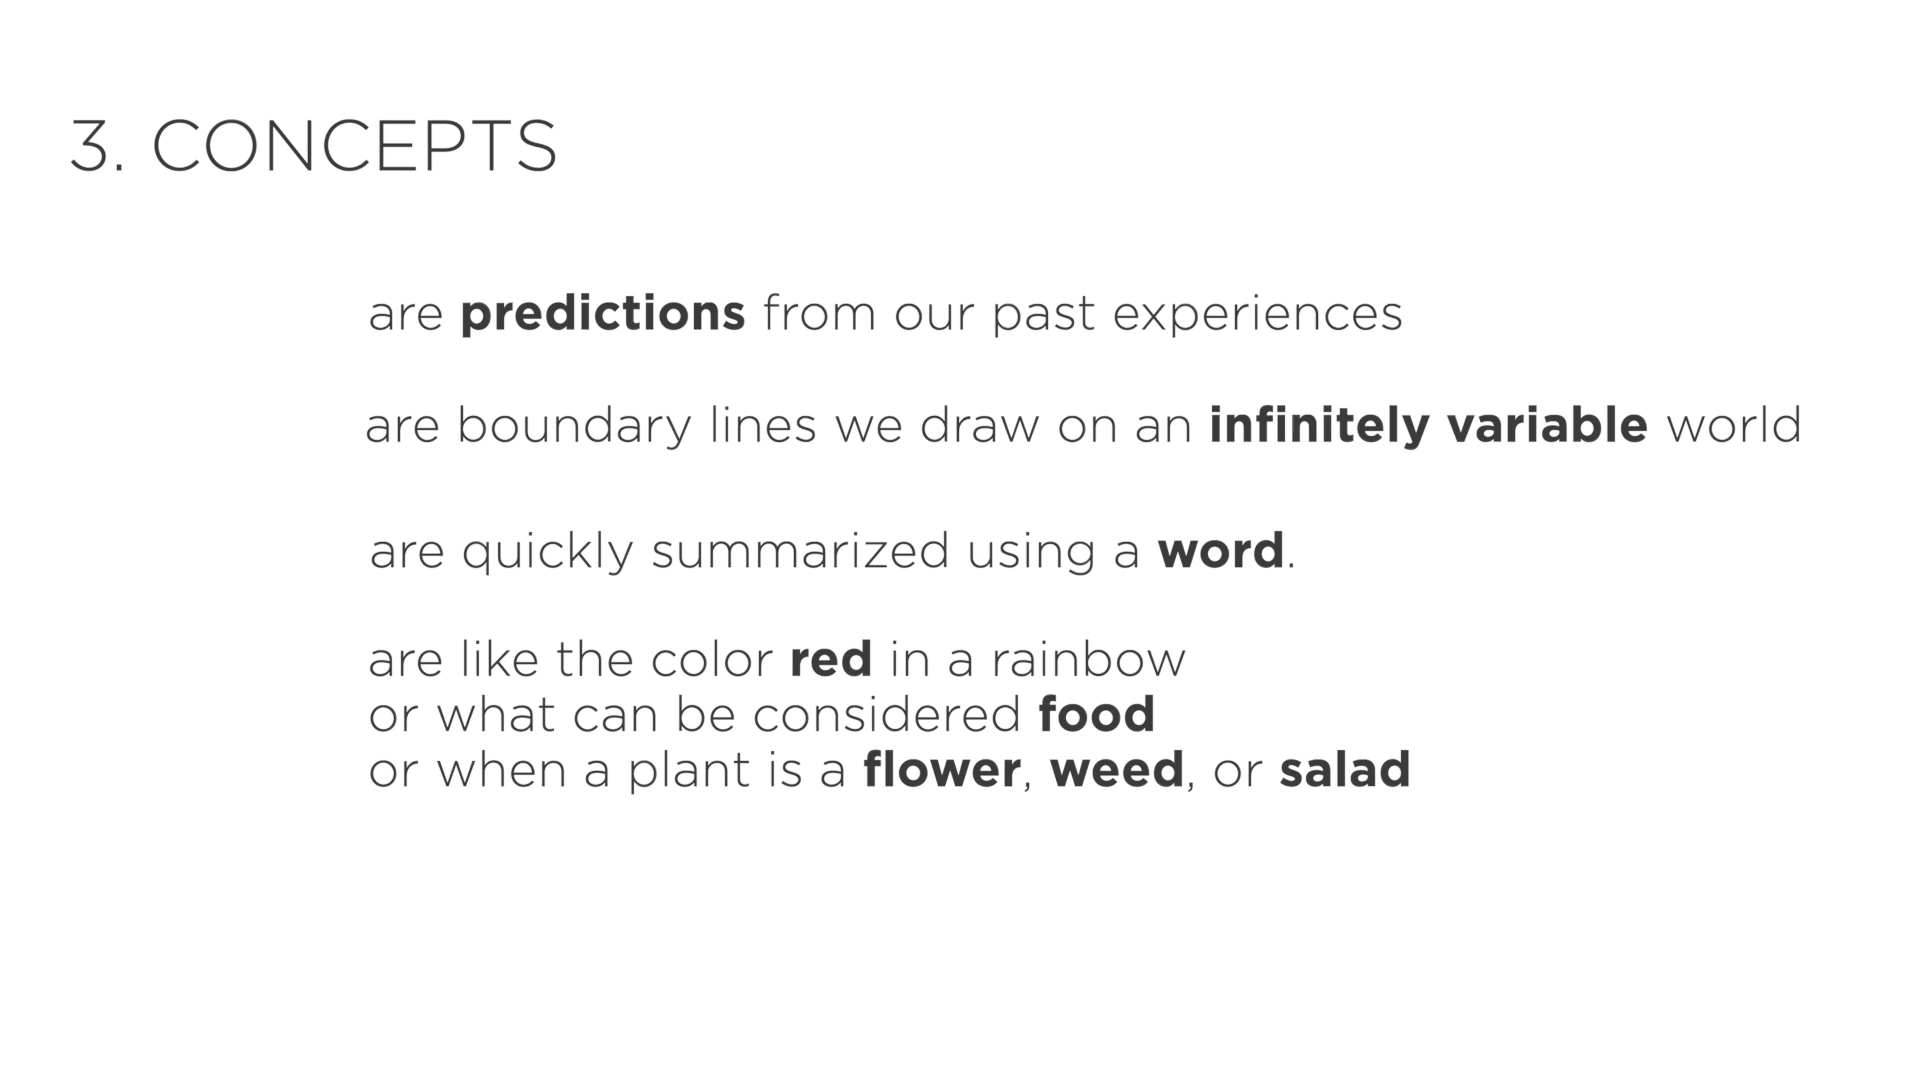 3. CONCEPTS
are predictions from our past experiences
are boundary lines we draw on an infinitely variable world
are quickly summarized using a word.
are like the color red in a rainbow
or what can be considered food
or when a plant is a flower, weed, or salad